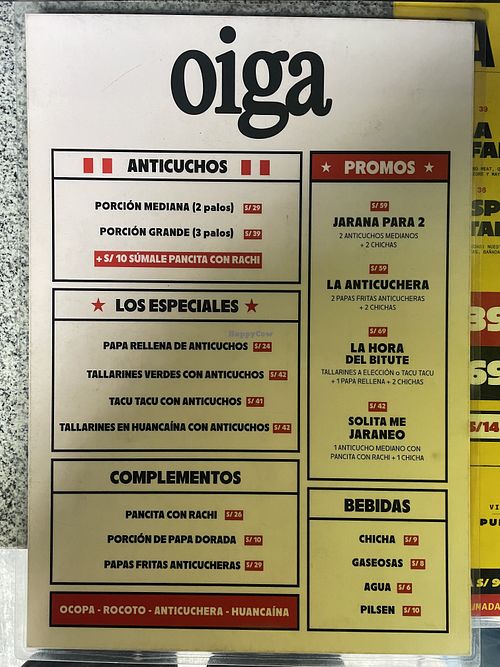 oiga
ANTICUCHOS
PORCIÓN MEDIANA (2 palos) S/ 29
PORCIÓN GRANDE (3 palos) S/ 39
+ S/ 10 SÚMALE PANCITA CON RACHI
★ LOS ESPECIALES ★
HappyCow
PAPA RELLENA DE ANTICUCHOS S/ 24
TALLARINES VERDES CON ANTICUCHOS S/ 42
TACU TACU CON ANTICUCHOS S/ 41
TALLARINES EN HUANCAÍNA CON ANTICUCHOS S/ 42
COMPLEMENTOS
PANCITA CON RACHI S/ 26
PORCIÓN DE PAPA DORADA S/ 10
PAPAS FRITAS ANTICUCHERAS S/ 29
OCOPA - ROCOTO - ANTICUCHERA - HUANCAÍNA
★ PROMOS ★
S/ 59
JARANA PARA 2
2 ANTICUCHOS MEDIANOS
+ 2 CHICHAS
S/ 59
LA ANTICUCHERA
2 PAPAS FRITAS ANTICUCHERAS
+ 2 CHICHAS
S/ 69
LA HORA
DEL BITUTE
TALLARINES A ELECCIÓN o TACU TACU
+ 1 PAPA RELLENA + 2 CHICHAS
S/ 42
SOLITA ME
JARANEO
1 ANTICUCHO MEDIANO CON
PANCITA CON RACHI + 1 CHICHA
BEBIDAS
CHICHA S/ 9
GASEOSAS S/ 8
AGUA S/ 6
PILSEN S/ 10
39
36
S/14
S/ 9